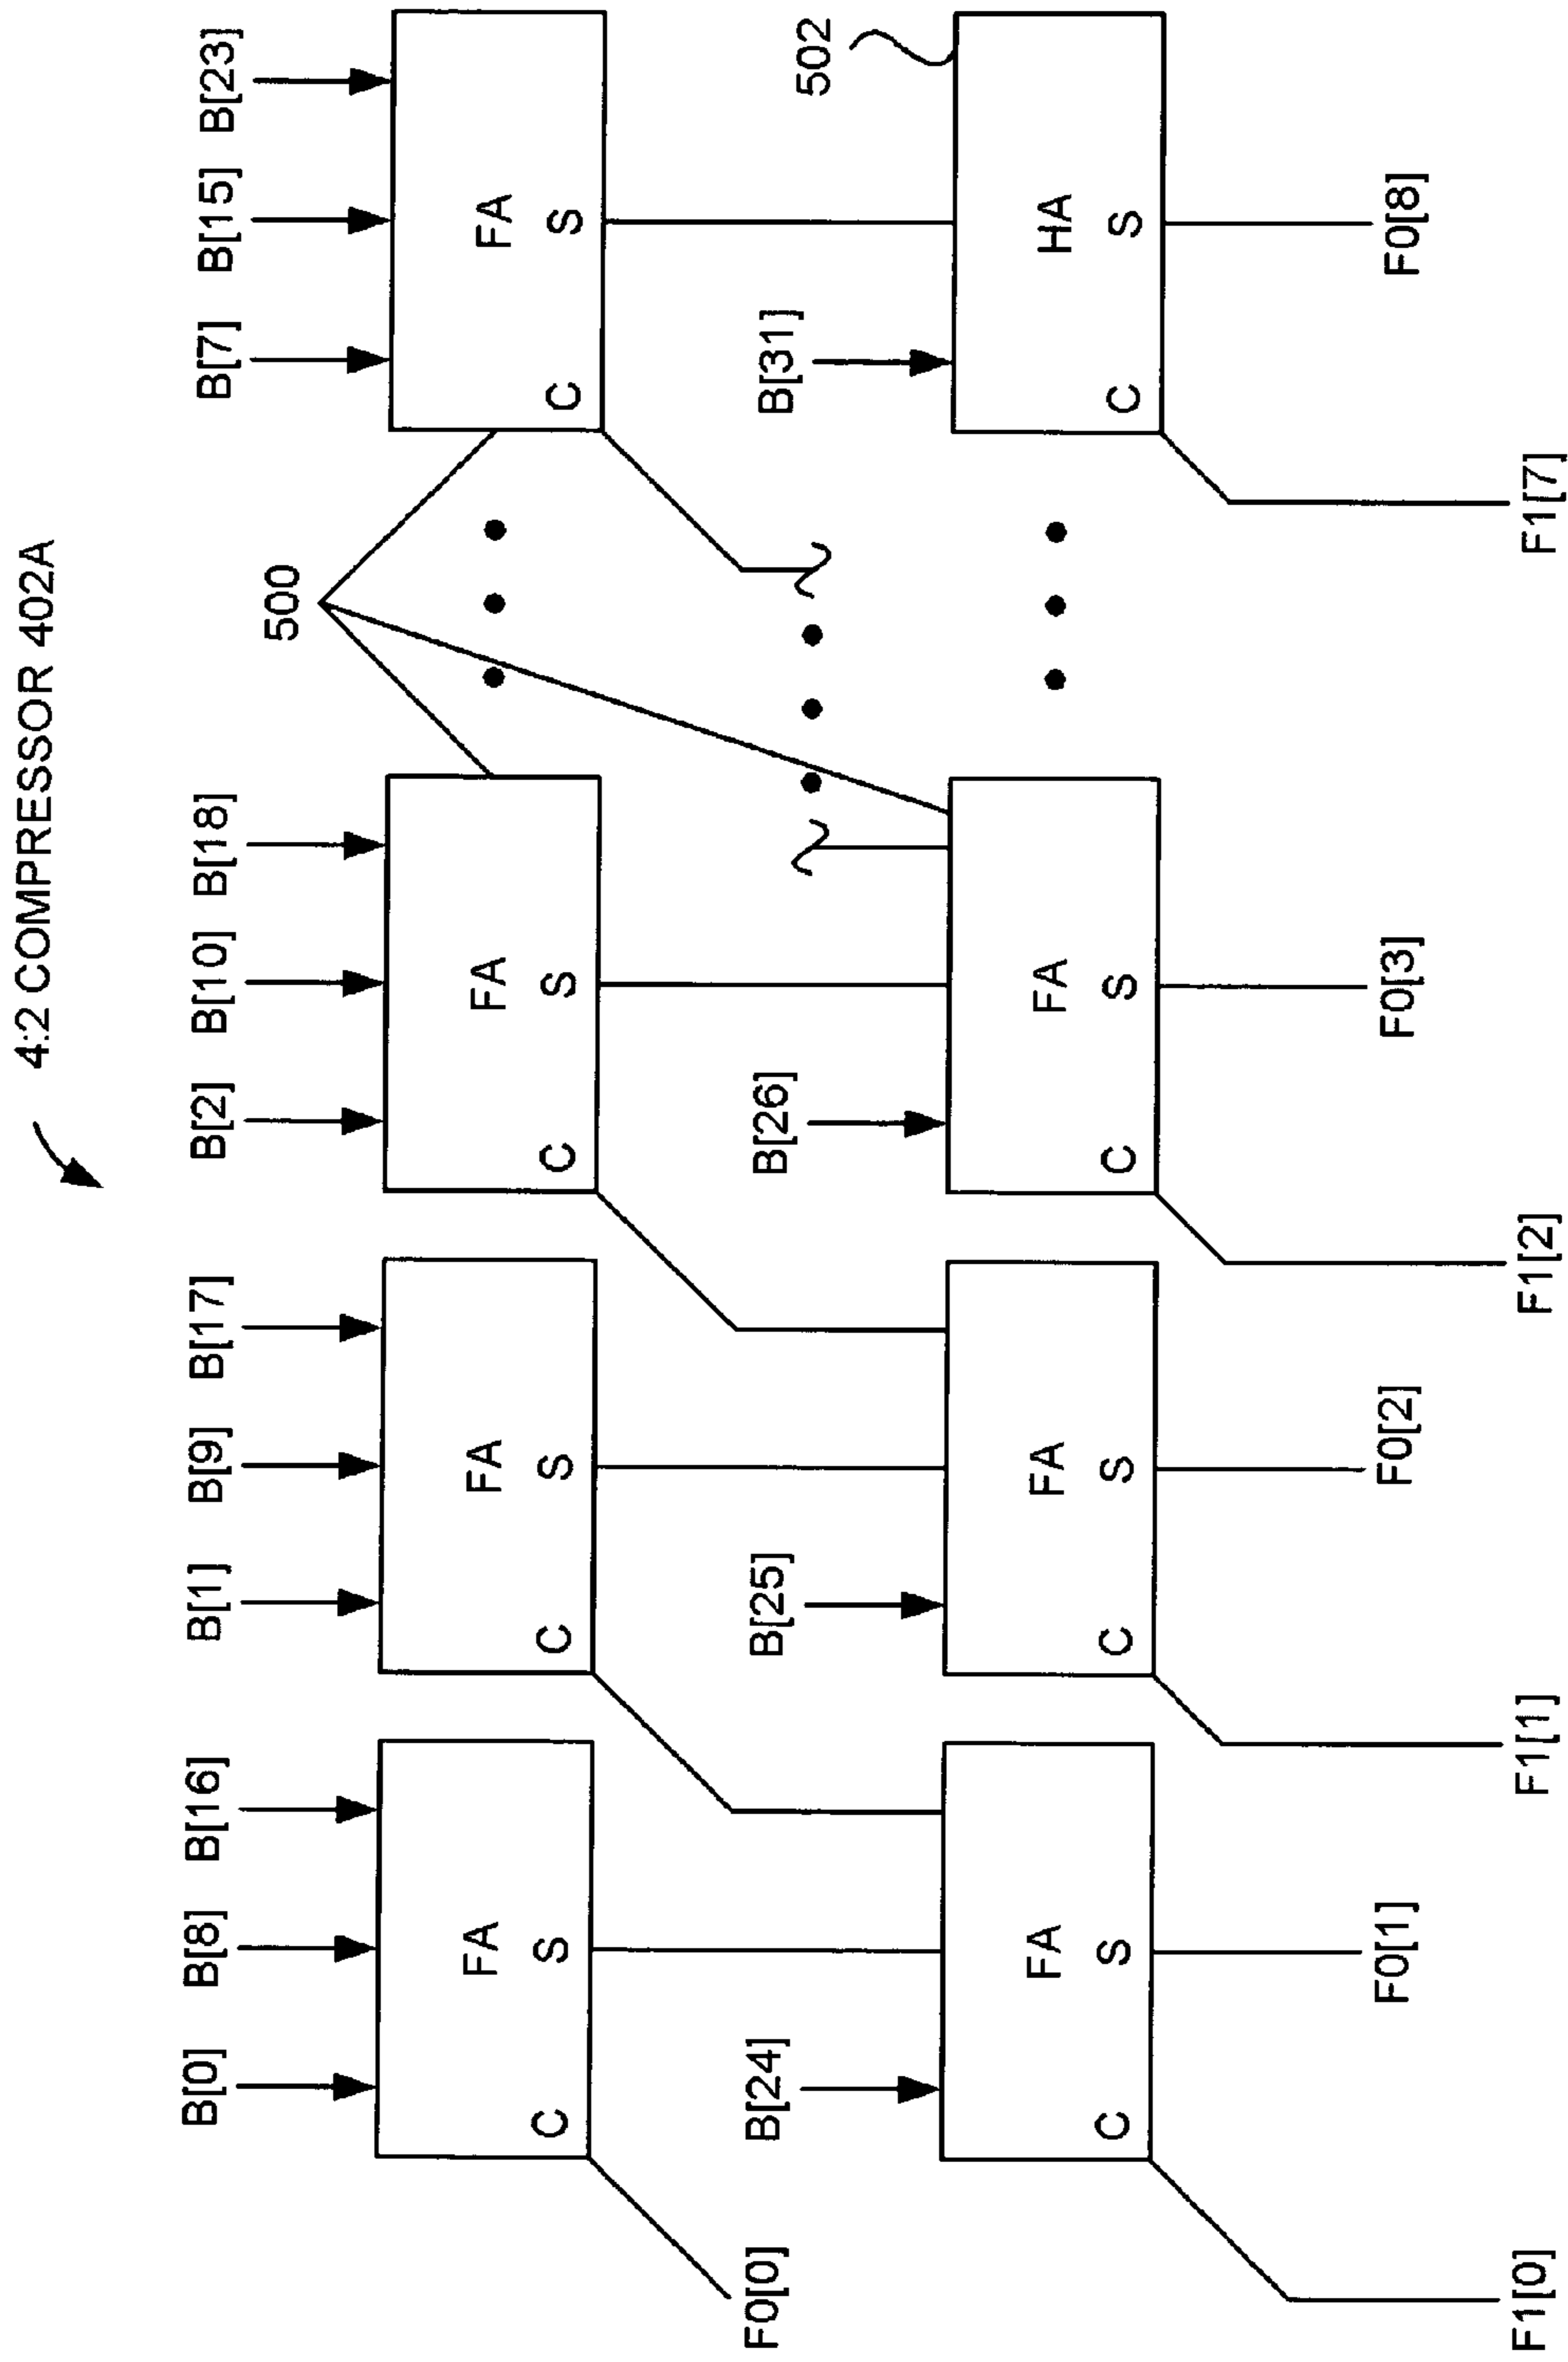 4:2 COMPRESSOR 402A
500
B[0] B[8] B[16] B[1] B[9] B[17] B[2] B[10] B[18] B[7] B[15] B[23]
FA FA FA FA
C S C S C S C S
F0[0] B[24] B[25] B[26] B[31] 502
FA FA FA HA
C S C S C S C S
F0[1] F0[2] F0[3] F0[8]
F1[0] F1[1] F1[2] F1[7]